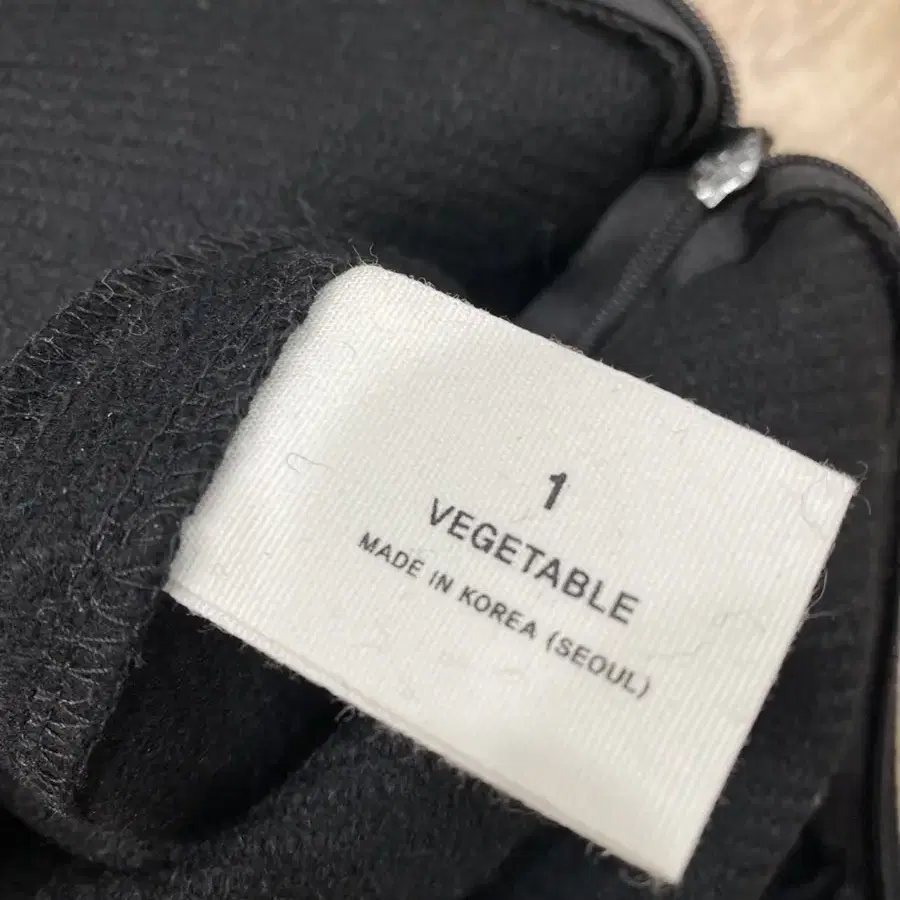 1
VEGETABLE
MADE IN KOREA (SEOUL)